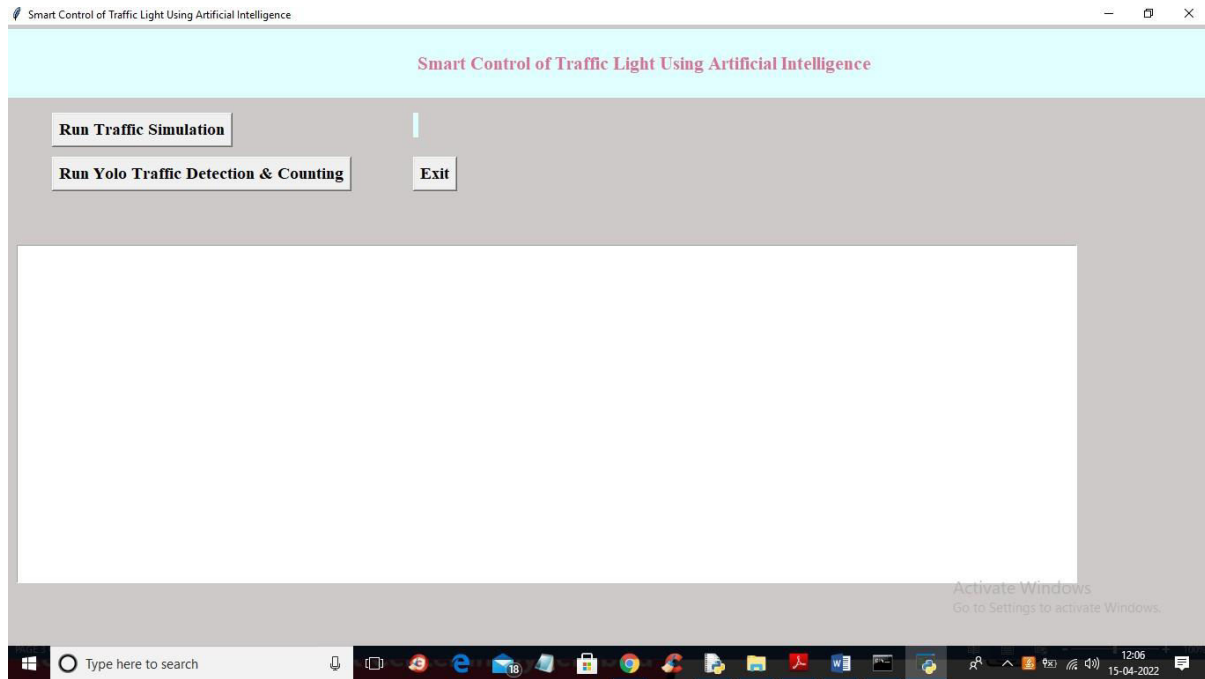 Smart Control of Traffic Light Using Artificial Intelligence
Smart Control of Traffic Light Using Artificial Intelligence
Run Traffic Simulation
Run Yolo Traffic Detection & Counting
Exit
Activate Windows
Go to Settings to activate Windows.
Type here to search
18
12:06
15-04-2022